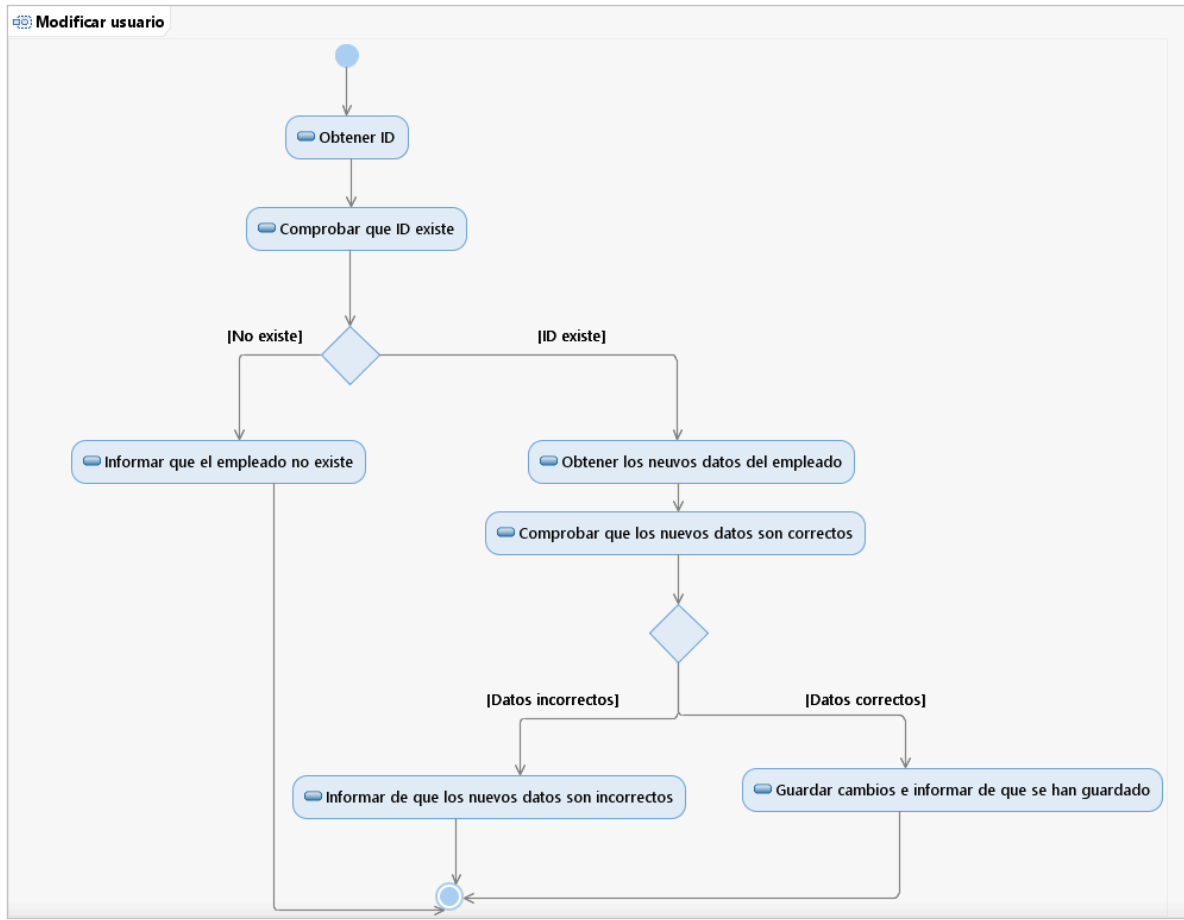 Modificar usuario
Obtener ID
Comprobar que ID existe
|No existe]
|ID existe]
Informar que el empleado no existe
Obtener los neuvos datos del empleado
Comprobar que los nuevos datos son correctos
|Datos incorrectos]
|Datos correctos]
Informar de que los nuevos datos son incorrectos
Guardar cambios e informar de que se han guardado